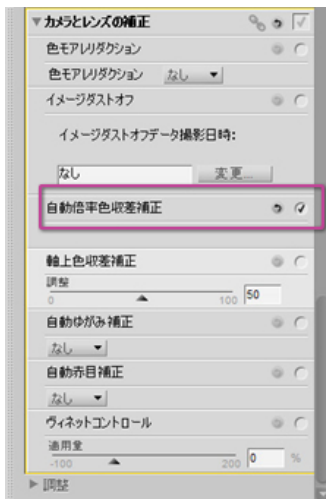 カメラとレンズの補正
色モアレリダクション
色モアレリダクション なし
イメージダストオフ
イメージダストオフデータ撮影日時:
なし 変更...
自動倍率色収差補正
軸上色収差補正
調整
0 100 50
自動ゆがみ補正
なし
自動赤目補正
なし
ヴィネットコントロール
適用量
-100 200 0 %
調整